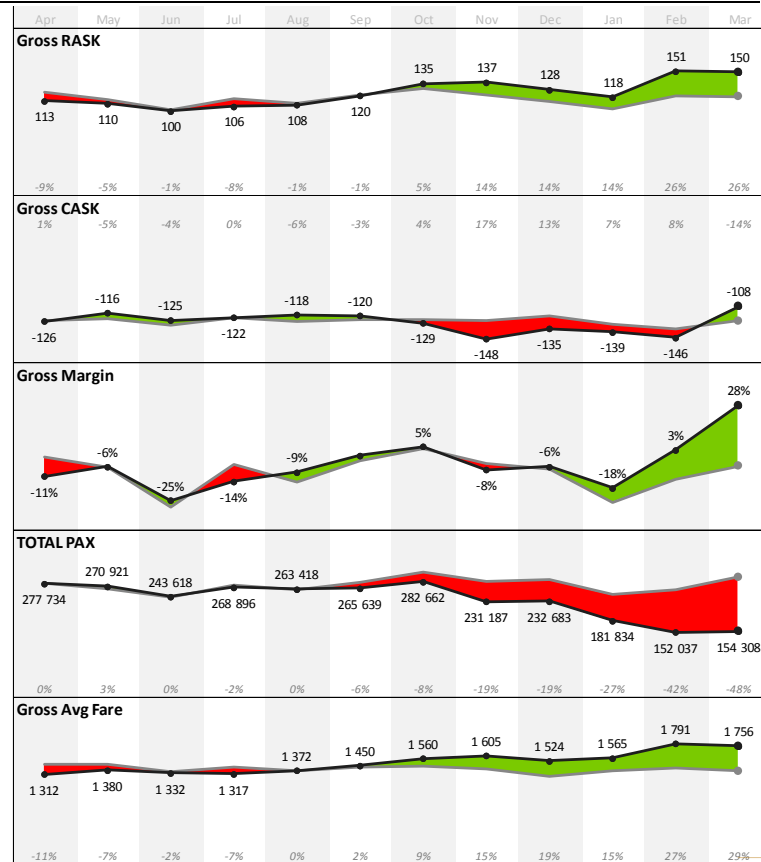 Apr May Jun Jul Aug Sep Oct Nov Dec Jan Feb Mar
Gross RASK
113 110 100 106 108 120 135 137 128 118 151 150
-9% -5% -1% -8% -1% -1% 5% 14% 14% 14% 26% 26%
Gross CASK
1% -5% -4% 0% -6% -3% 4% 17% 13% 7% 8% -14%
-126 -116 -125 -122 -118 -120 -129 -148 -135 -139 -146 -108
Gross Margin
-11% -6% -25% -14% -9% 5% -8% -6% -18% 3% 28%
TOTAL PAX
277 734 270 921 243 618 268 896 263 418 265 639 282 662 231 187 232 683 181 834 152 037 154 308
0% 3% 0% -2% 0% -6% -8% -19% -19% -27% -42% -48%
Gross Avg Fare
1 312 1 380 1 332 1 317 1 372 1 450 1 560 1 605 1 524 1 565 1 791 1 756
-11% -7% -2% -7% 0% 2% 9% 15% 19% 15% 27% 29%